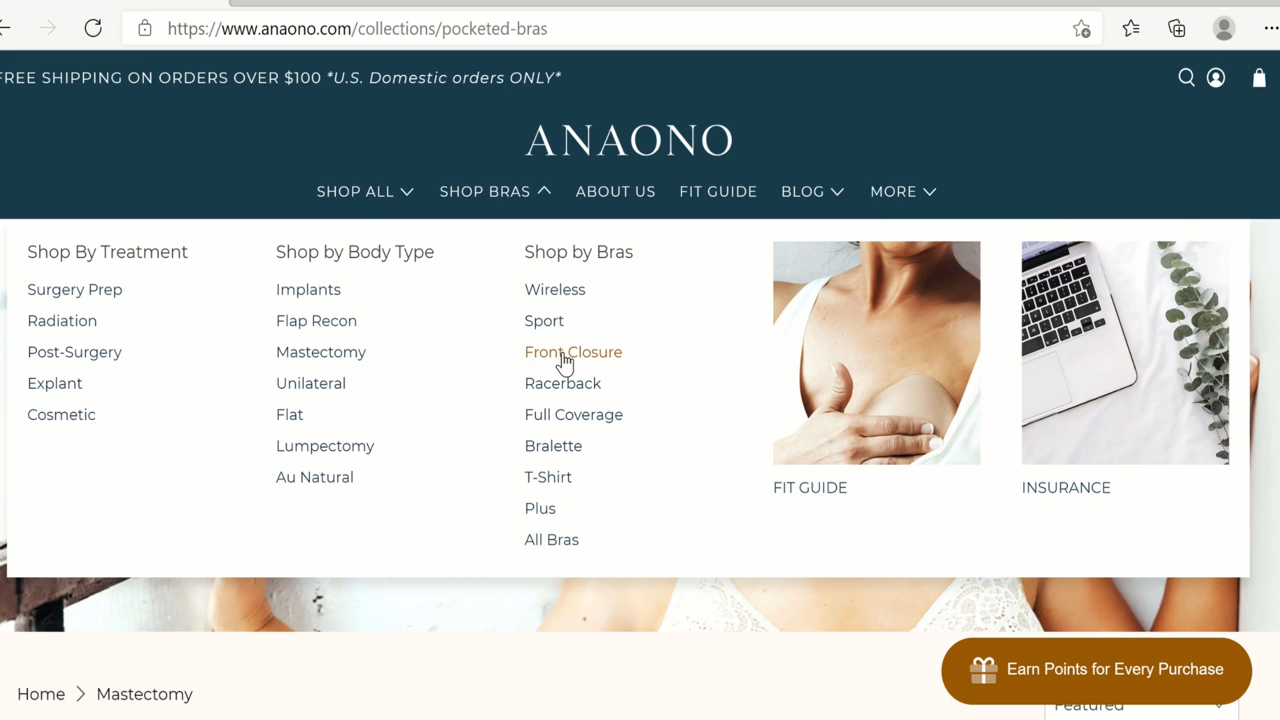 https://www.anaono.com/collections/pocketed-bras
FREE SHIPPING ON ORDERS OVER $100 *U.S. Domestic orders ONLY*
ANAONO
SHOP ALL SHOP BRAS ABOUT US FIT GUIDE BLOG MORE
Shop By Treatment
Surgery Prep
Radiation
Post-Surgery
Explant
Cosmetic
Shop by Body Type
Implants
Flap Recon
Mastectomy
Unilateral
Flat
Lumpectomy
Au Natural
Shop by Bras
Wireless
Sport
Front Closure
Racerback
Full Coverage
Bralette
T-Shirt
Plus
All Bras
FIT GUIDE
INSURANCE
Earn Points for Every Purchase
Home > Mastectomy
Featured